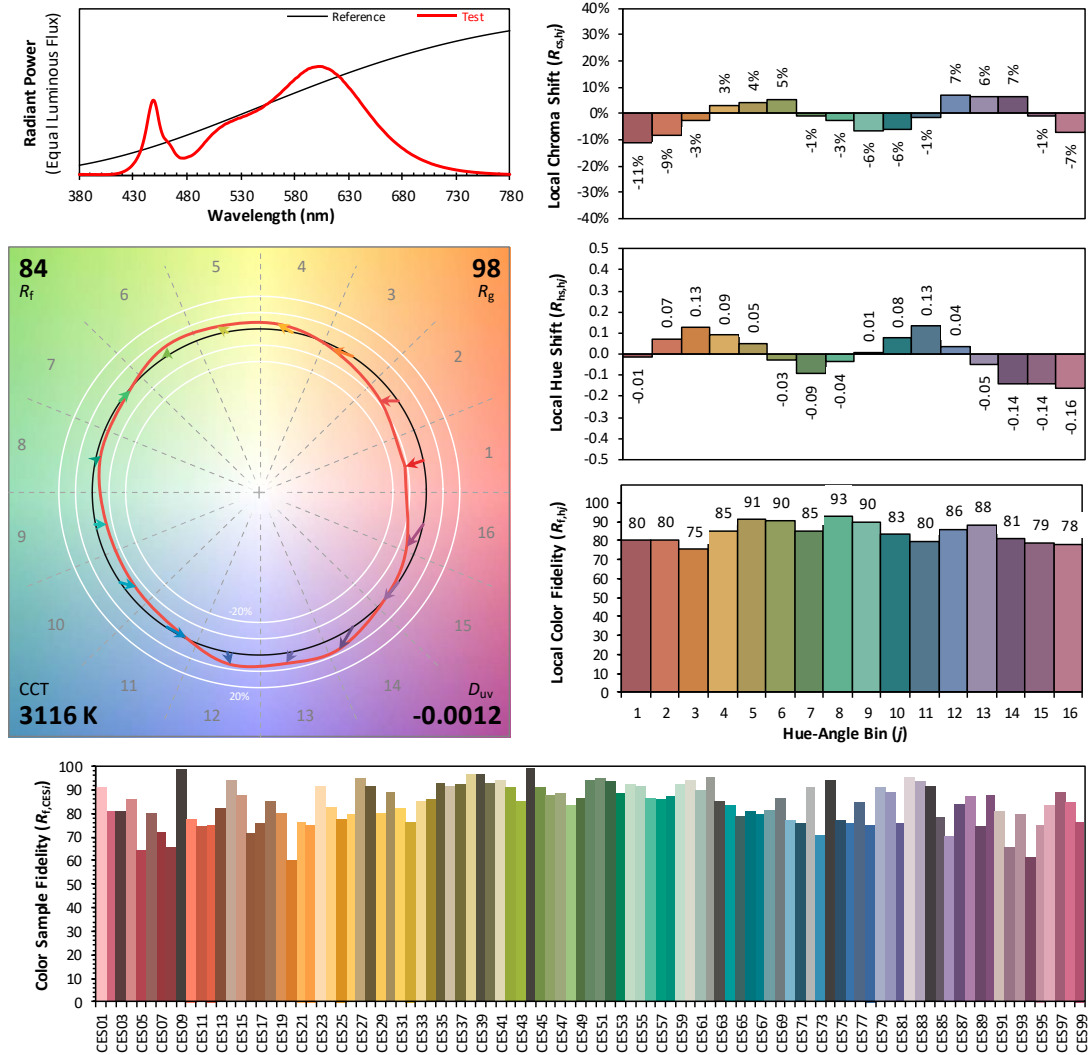 Reference Test
Radiant Power
(Equal Luminous Flux)
380 430 480 530 580 630 680 730 780
Wavelength (nm)
Local Chroma Shift (Rcs,hj)
40%
30%
20%
10%
0%
-10%
-20%
-30%
-40%
-11% -9% -3% 3% 4% 5% -1% -3% -6% -6% -1% 7% 6% 7% -1% -7%
84
Rf
98
Rg
5 4
6 3
7 2
8 1
9 16
10 15
11 14
12 13
-20%
20%
CCT
3116 K
Duv
-0.0012
Local Hue Shift (Rhs,hj)
0.5
0.4
0.3
0.2
0.1
0.0
-0.1
-0.2
-0.3
-0.4
-0.5
-0.01 0.07 0.13 0.09 0.05 -0.03 -0.09 -0.04 0.01 0.08 0.13 0.04 -0.05 -0.14 -0.14 -0.16
Local Color Fidelity (Rf,hj)
100
90
80
70
60
50
40
30
20
10
0
80 80 75 85 91 90 85 93 90 83 80 86 88 81 79 78
1 2 3 4 5 6 7 8 9 10 11 12 13 14 15 16
Hue-Angle Bin (j)
Color Sample Fidelity (Rf,CESi)
100
90
80
70
60
50
40
30
20
10
0
CES01 CES03 CES05 CES07 CES09 CES11 CES13 CES15 CES17 CES19 CES21 CES23 CES25 CES27 CES29 CES31 CES33 CES35 CES37 CES39 CES41 CES43 CES45 CES47 CES49 CES51 CES53 CES55 CES57 CES59 CES61 CES63 CES65 CES67 CES69 CES71 CES73 CES75 CES77 CES79 CES81 CES83 CES85 CES87 CES89 CES91 CES93 CES95 CES97 CES99